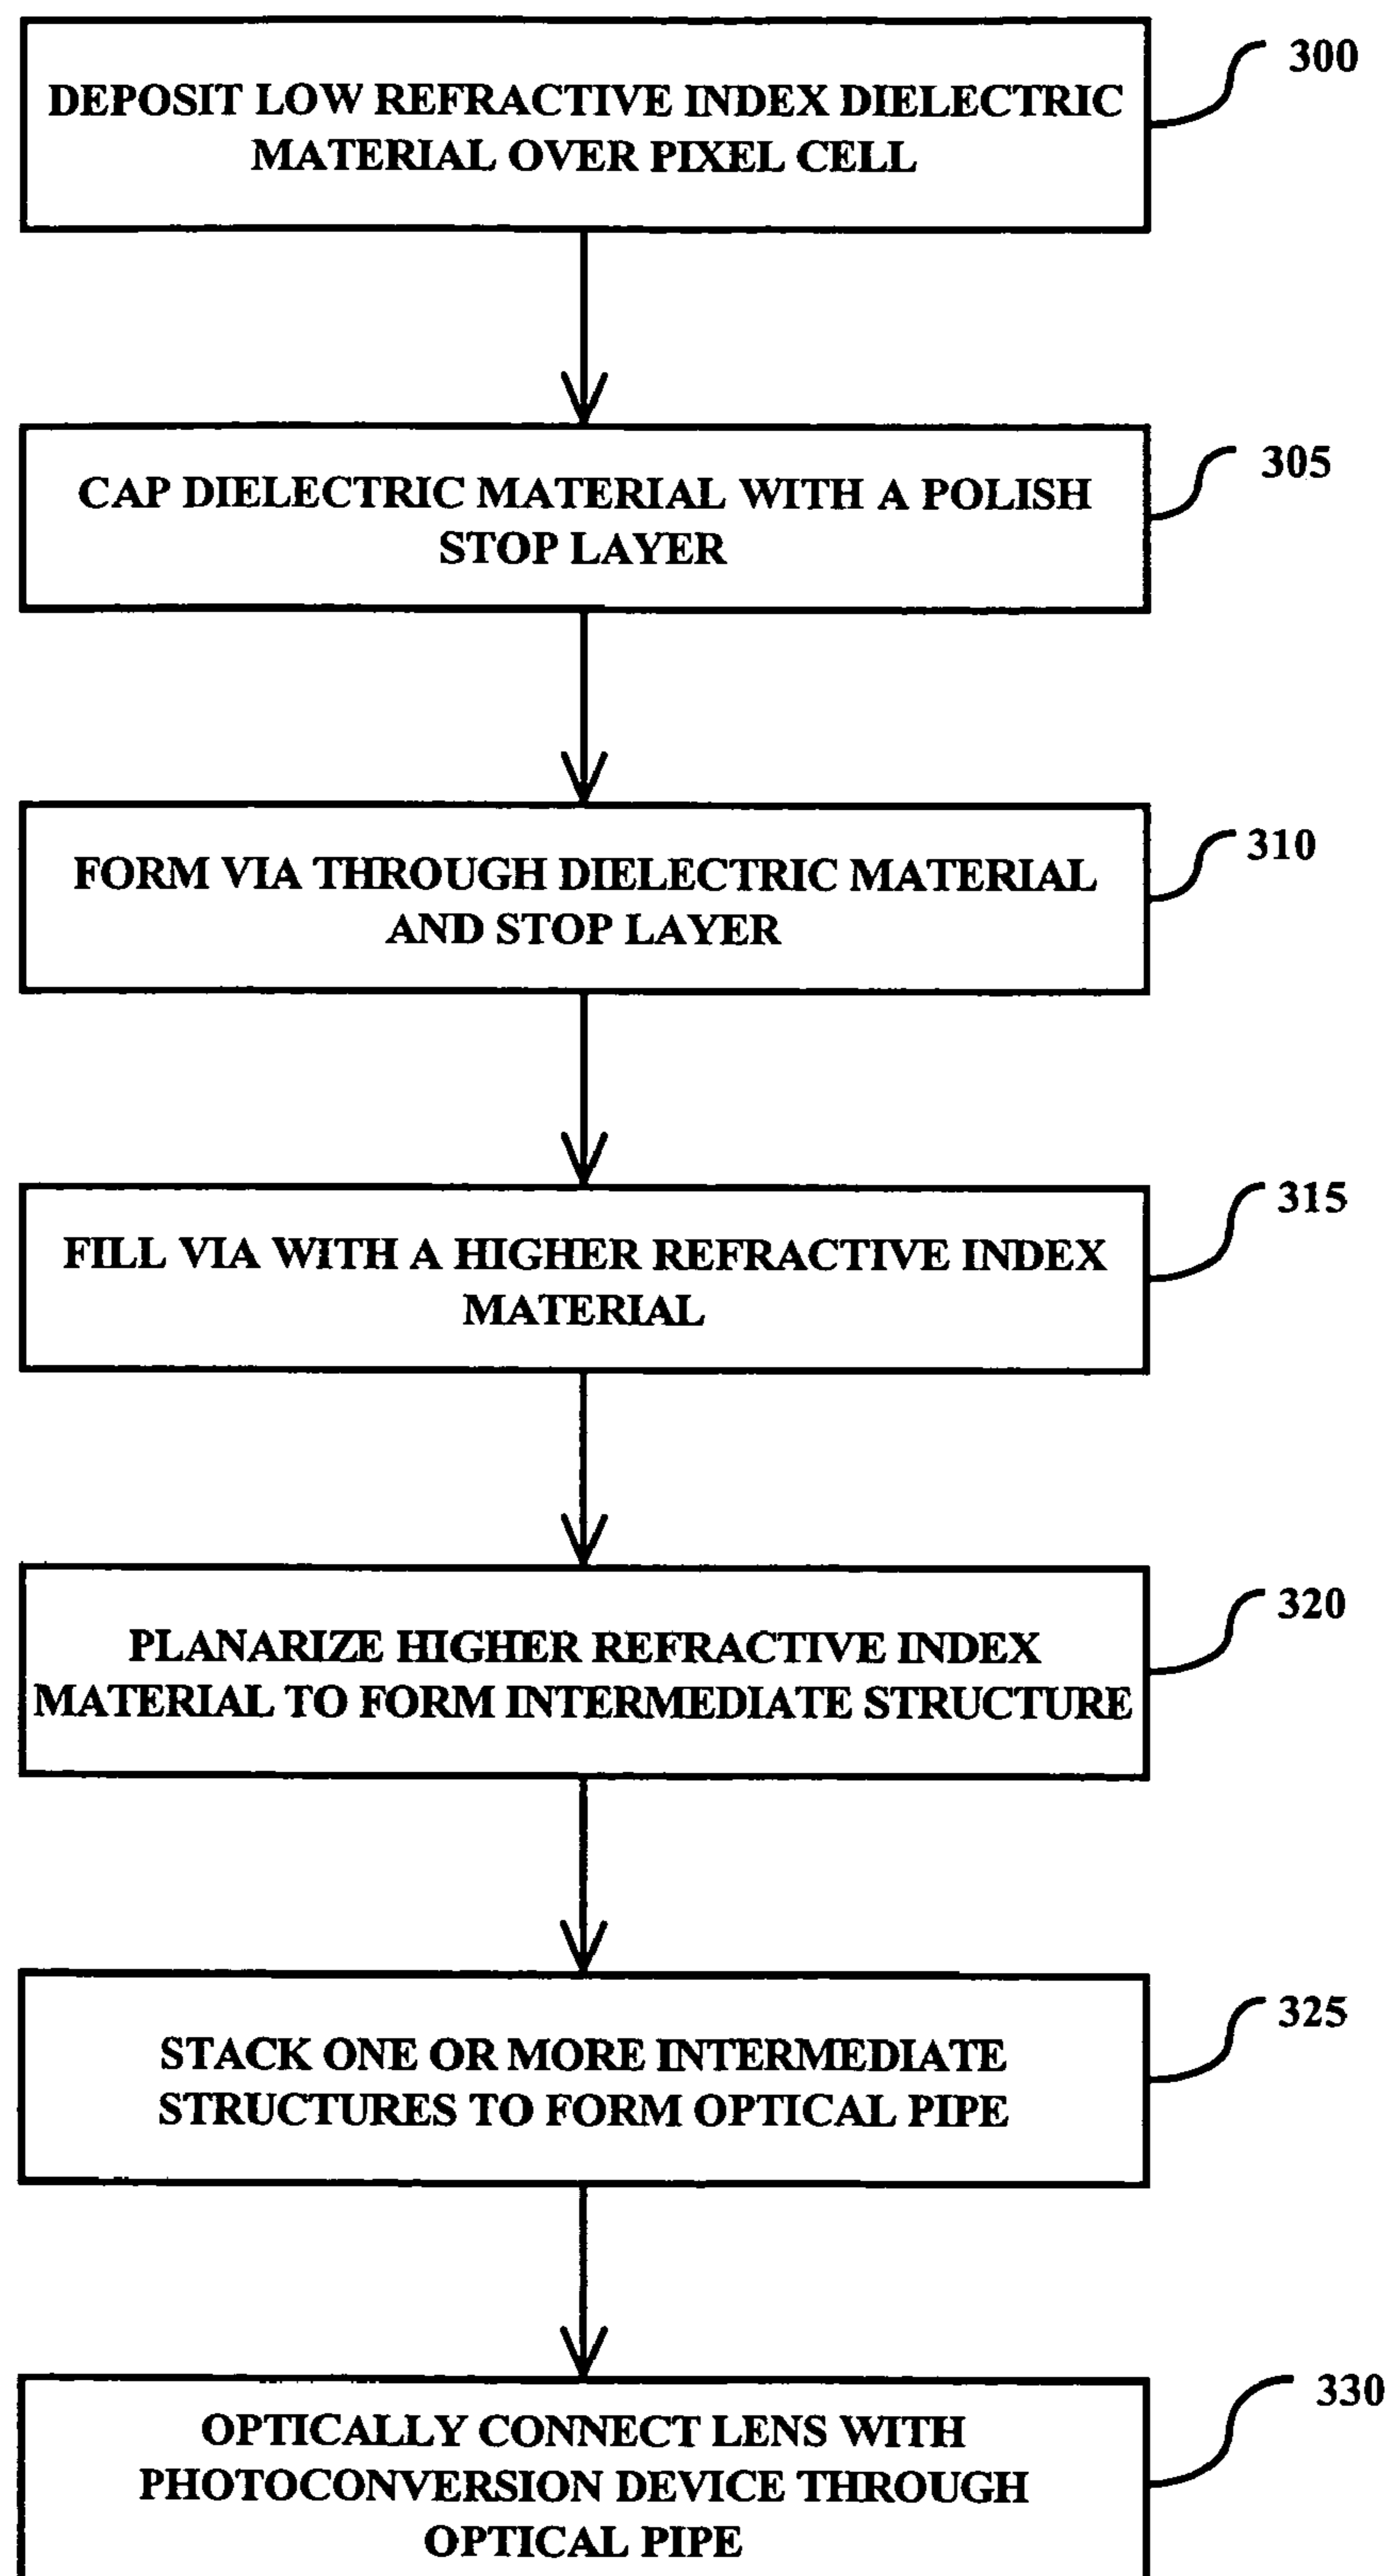 300
DEPOSIT LOW REFRACTIVE INDEX DIELECTRIC
MATERIAL OVER PIXEL CELL
305
CAP DIELECTRIC MATERIAL WITH A POLISH
STOP LAYER
310
FORM VIA THROUGH DIELECTRIC MATERIAL
AND STOP LAYER
315
FILL VIA WITH A HIGHER REFRACTIVE INDEX
MATERIAL
320
PLANARIZE HIGHER REFRACTIVE INDEX
MATERIAL TO FORM INTERMEDIATE STRUCTURE
325
STACK ONE OR MORE INTERMEDIATE
STRUCTURES TO FORM OPTICAL PIPE
330
OPTICALLY CONNECT LENS WITH
PHOTOCONVERSION DEVICE THROUGH
OPTICAL PIPE